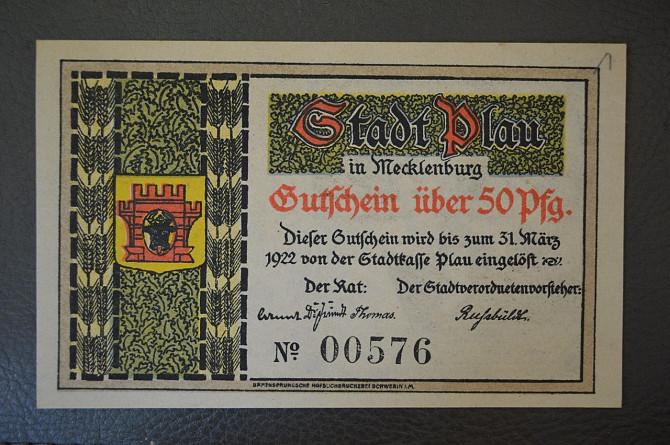 Stadt Plau
in Mecklenburg
Gutschein über 50 Pfg.
Dieser Gutschein wird bis zum 31. März
1922 von der Stadtkasse Plau eingelöst
Der Rat: Der Stadtverordnetenvorsteher:
Thomas.
No 00576
BÄRENSPRUNGSCHE HOFBUCHDRUCKEREI SCHWERIN I.M.